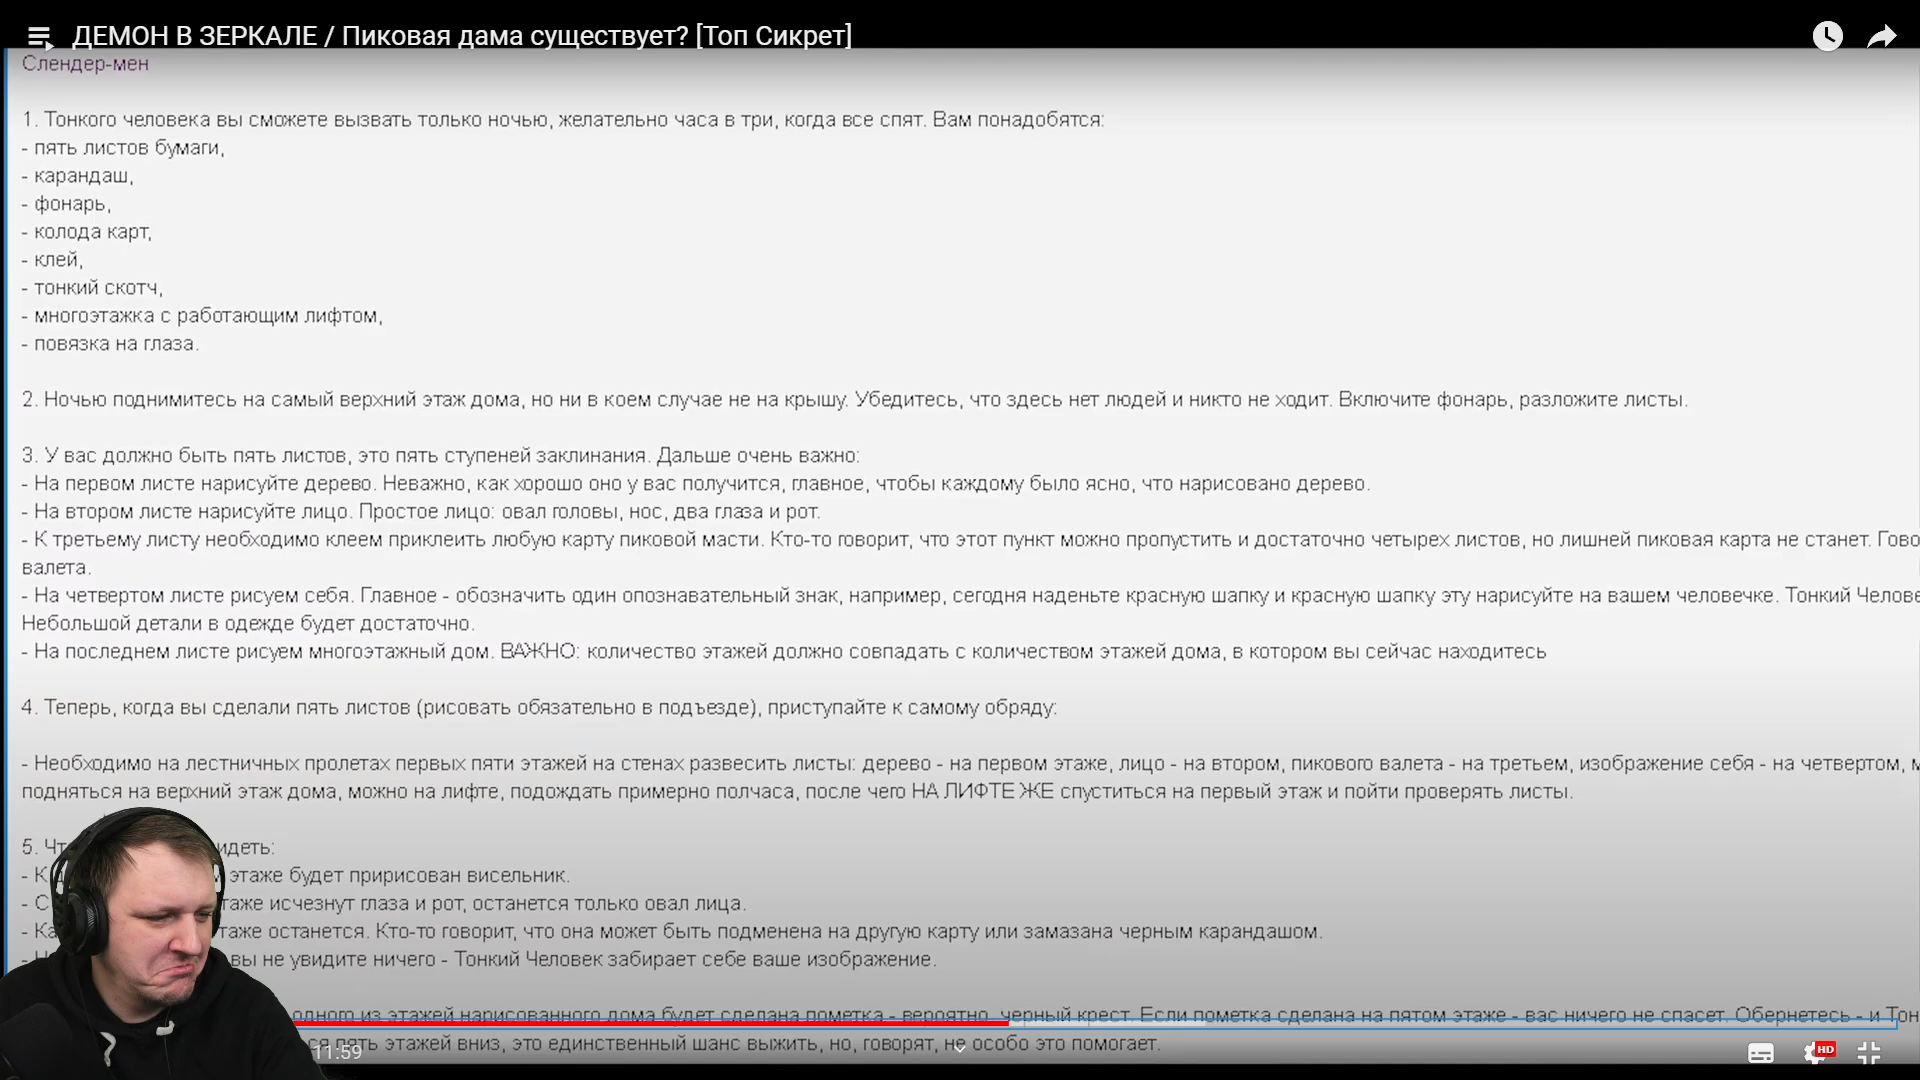 ДЕМОН В ЗЕРКАЛЕ / Пиковая дама существует? [Топ Сикрет]
Слендер-мен
1. Тонкого человека вы сможете вызвать только ночью, желательно часа в три, когда все спят. Вам понадобятся:
- пять листов бумаги,
- карандаш,
- фонарь,
- колода карт,
- клей,
- тонкий скотч,
- многоэтажка с работающим лифтом,
- повязка на глаза.
2. Ночью поднимитесь на самый верхний этаж дома, но ни в коем случае не на крышу. Убедитесь, что здесь нет людей и никто не ходит. Включите фонарь, разложите листы.
3. У вас должно быть пять листов, это пять ступеней заклинания. Дальше очень важно:
- На первом листе нарисуйте дерево. Неважно, как хорошо оно у вас получится, главное, чтобы каждому было ясно, что нарисовано дерево.
- На втором листе нарисуйте лицо. Простое лицо: овал головы, нос, два глаза и рот.
- К третьему листу необходимо клеем приклеить любую карту пиковой масти. Кто-то говорит, что этот пункт можно пропустить и достаточно четырех листов, но лишней пиковая карта не станет. Гово
валета.
- На четвертом листе рисуем себя. Главное - обозначить один опознавательный знак, например, сегодня наденьте красную шапку и красную шапку эту нарисуйте на вашем человечке. Тонкий Челове
Небольшой детали в одежде будет достаточно.
- На последнем листе рисуем многоэтажный дом. ВАЖНО: количество этажей должно совпадать с количеством этажей дома, в котором вы сейчас находитесь
4. Теперь, когда вы сделали пять листов (рисовать обязательно в подъезде), приступайте к самому обряду:
- Необходимо на лестничных пролетах первых пяти этажей на стенах развесить листы: дерево - на первом этаже, лицо - на втором, пикового валета - на третьем, изображение себя - на четвертом, м
подняться на верхний этаж дома, можно на лифте, подождать примерно полчаса, после чего НА ЛИФТЕ ЖЕ спуститься на первый этаж и пойти проверять листы.
5. Чт идеть:
- К этаже будет пририсован висельник.
- С таже исчезнут глаза и рот, останется только овал лица.
- Ка таже останется. Кто-то говорит, что она может быть подменена на другую карту или замазана черным карандашом.
- Н вы не увидите ничего - Тонкий Человек забирает себе ваше изображение.
одного из этажей нарисованного дома будет сделана пометка - вероятно, черный крест. Если пометка сделана на пятом этаже - вас ничего не спасет. Обернетесь - и Тон
ся пять этажей вниз, это единственный шанс выжить, но, говорят, не особо это помогает.
11:59
HD